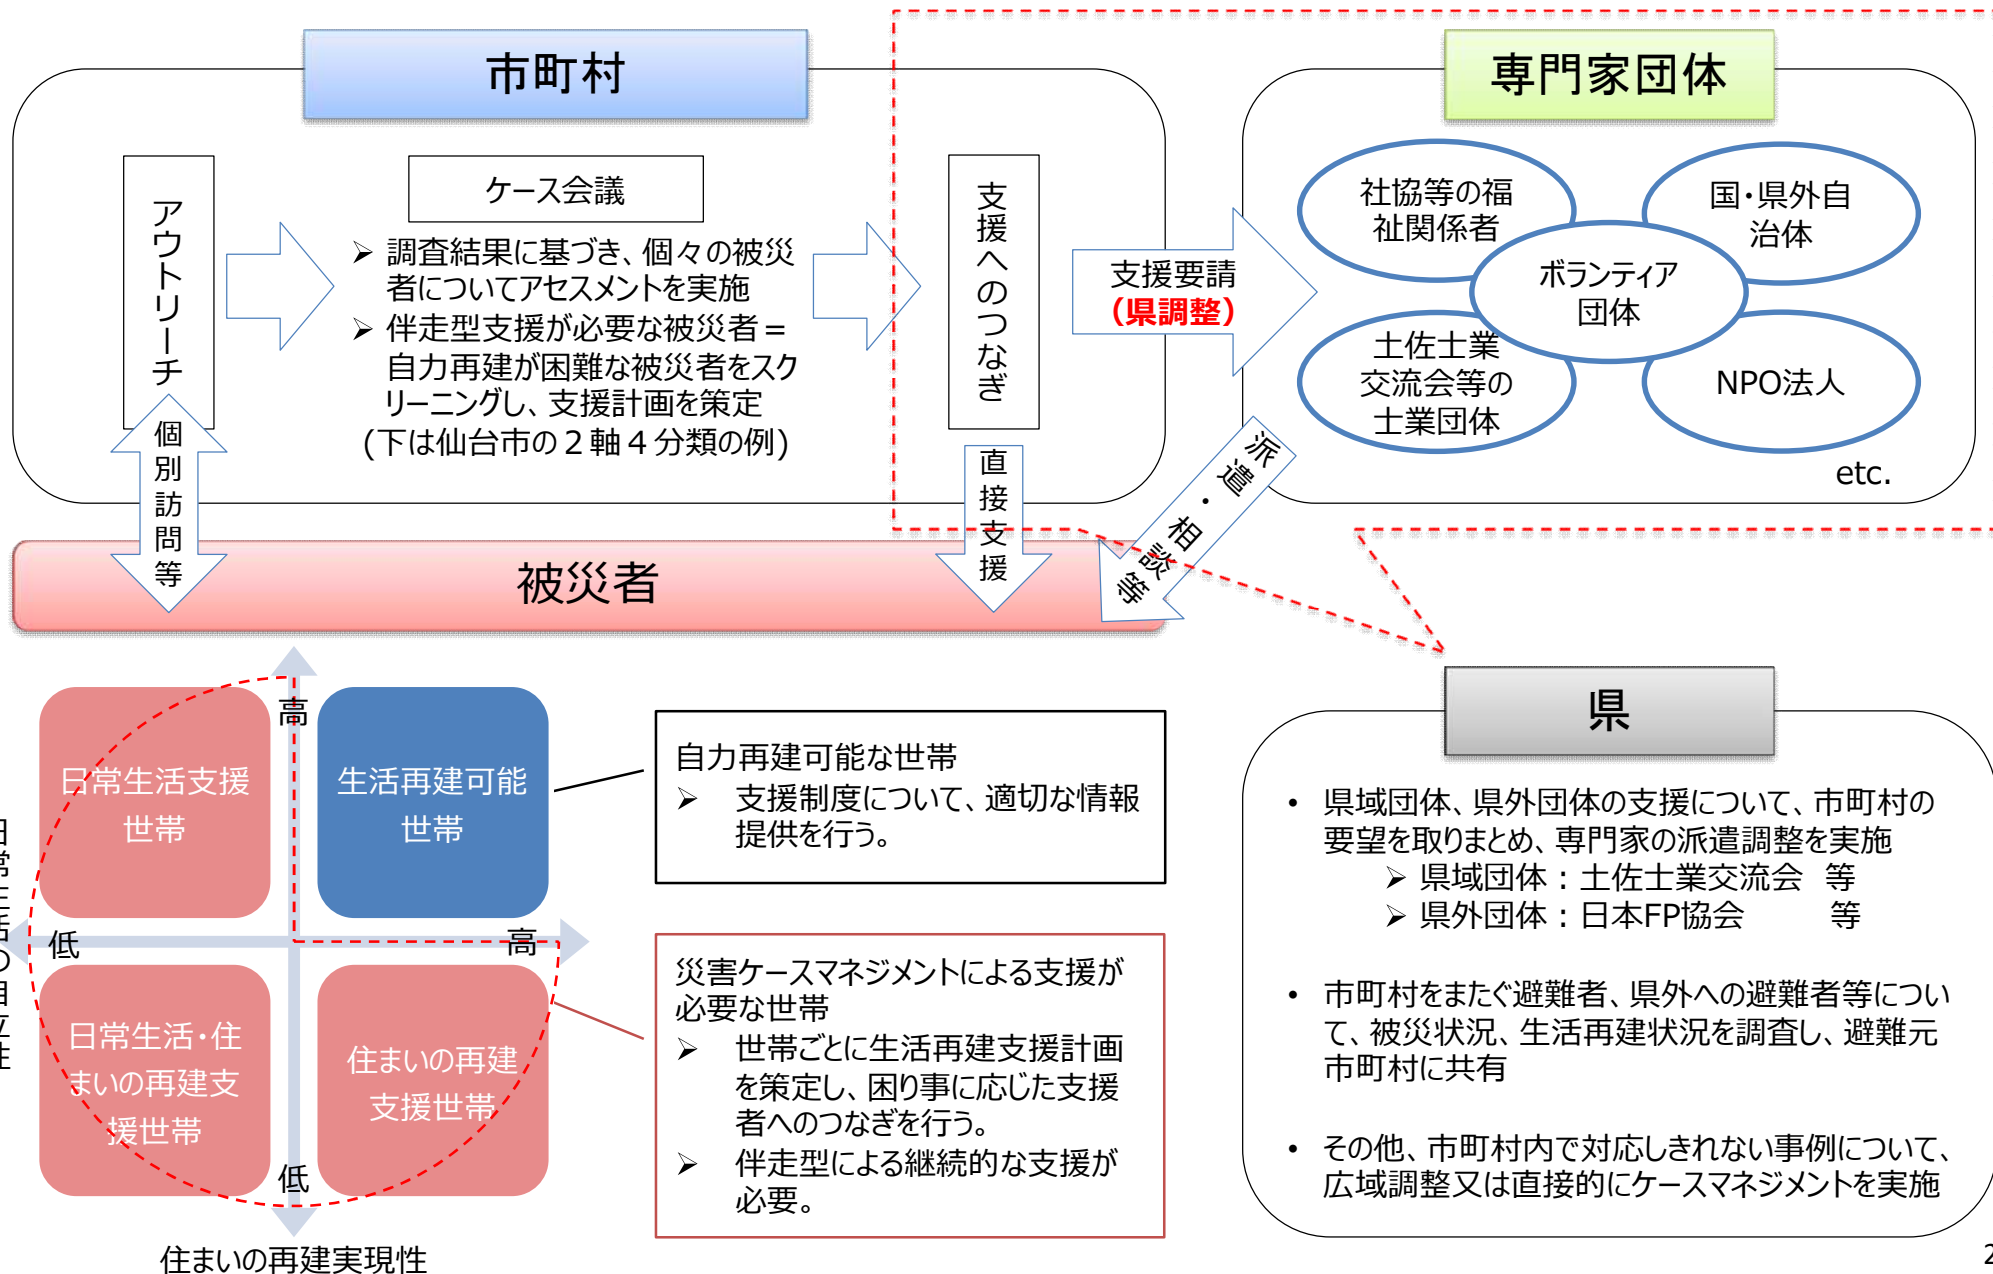 市町村
専門家団体
アウトリーチ
ケース会議
➢ 調査結果に基づき、個々の被災
者についてアセスメントを実施
➢ 伴走型支援が必要な被災者=
自力再建が困難な被災者をスク
リーニングし、支援計画を策定
(下は仙台市の2軸4分類の例)
支援へのつなぎ
支援要請
(県調整)
社協等の福
祉関係者
国・県外自
治体
ボランティア
団体
土佐士業
交流会等の
士業団体
NPO法人
etc.
個別訪問等
直接支援
派遣・相談等
被災者
高
日常生活支援
世帯
生活再建可能
世帯
低
高
日常生活・住
まいの再建支
援世帯
住まいの再建
支援世帯
低
日常生活の自立性
住まいの再建実現性
自力再建可能な世帯
➢ 支援制度について、適切な情報
提供を行う。
災害ケースマネジメントによる支援が
必要な世帯
➢ 世帯ごとに生活再建支援計画
を策定し、困り事に応じた支援
者へのつなぎを行う。
➢ 伴走型による継続的な支援が
必要。
県
• 県域団体、県外団体の支援について、市町村の
要望を取りまとめ、専門家の派遣調整を実施
➢ 県域団体:土佐士業交流会 等
➢ 県外団体:日本FP協会 等
• 市町村をまたぐ避難者、県外への避難者等につい
て、被災状況、生活再建状況を調査し、避難元
市町村に共有
• その他、市町村内で対応しきれない事例について、
広域調整又は直接的にケースマネジメントを実施
2